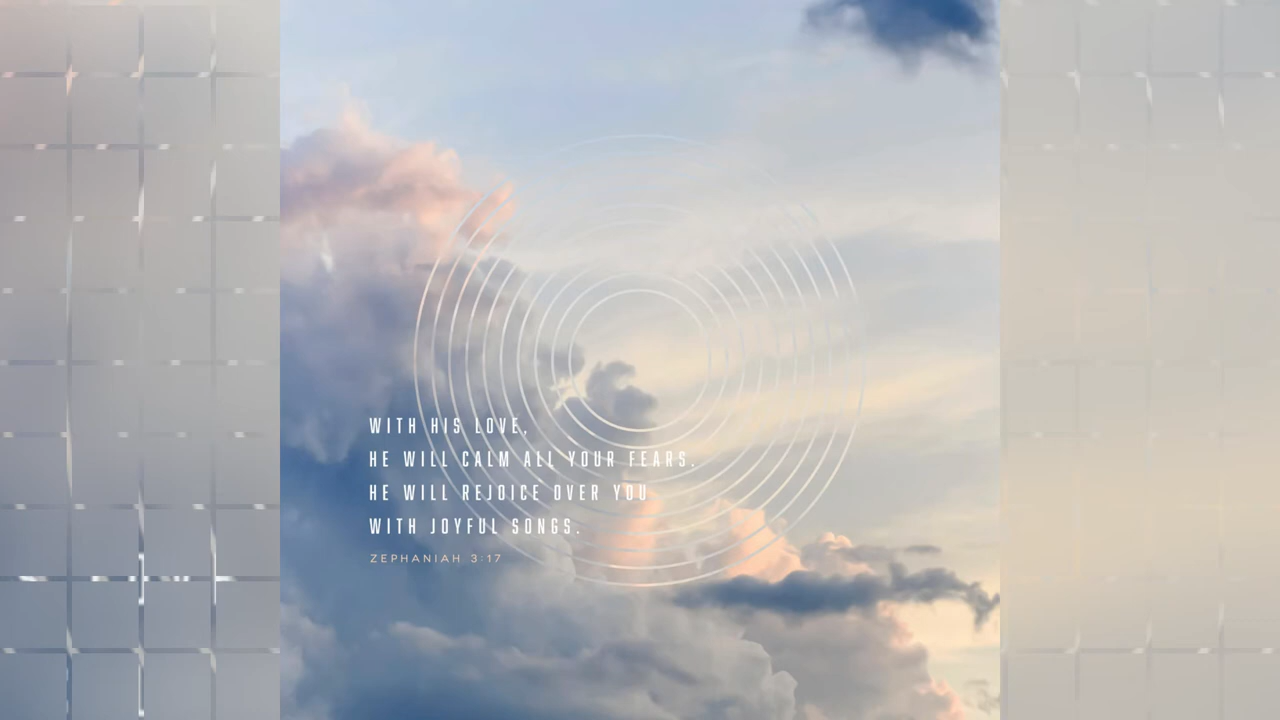 WITH HIS LOVE,
HE WILL CALM ALL YOUR FEARS.
HE WILL REJOICE OVER YOU
WITH JOYFUL SONGS.
ZEPHANIAH 3:17